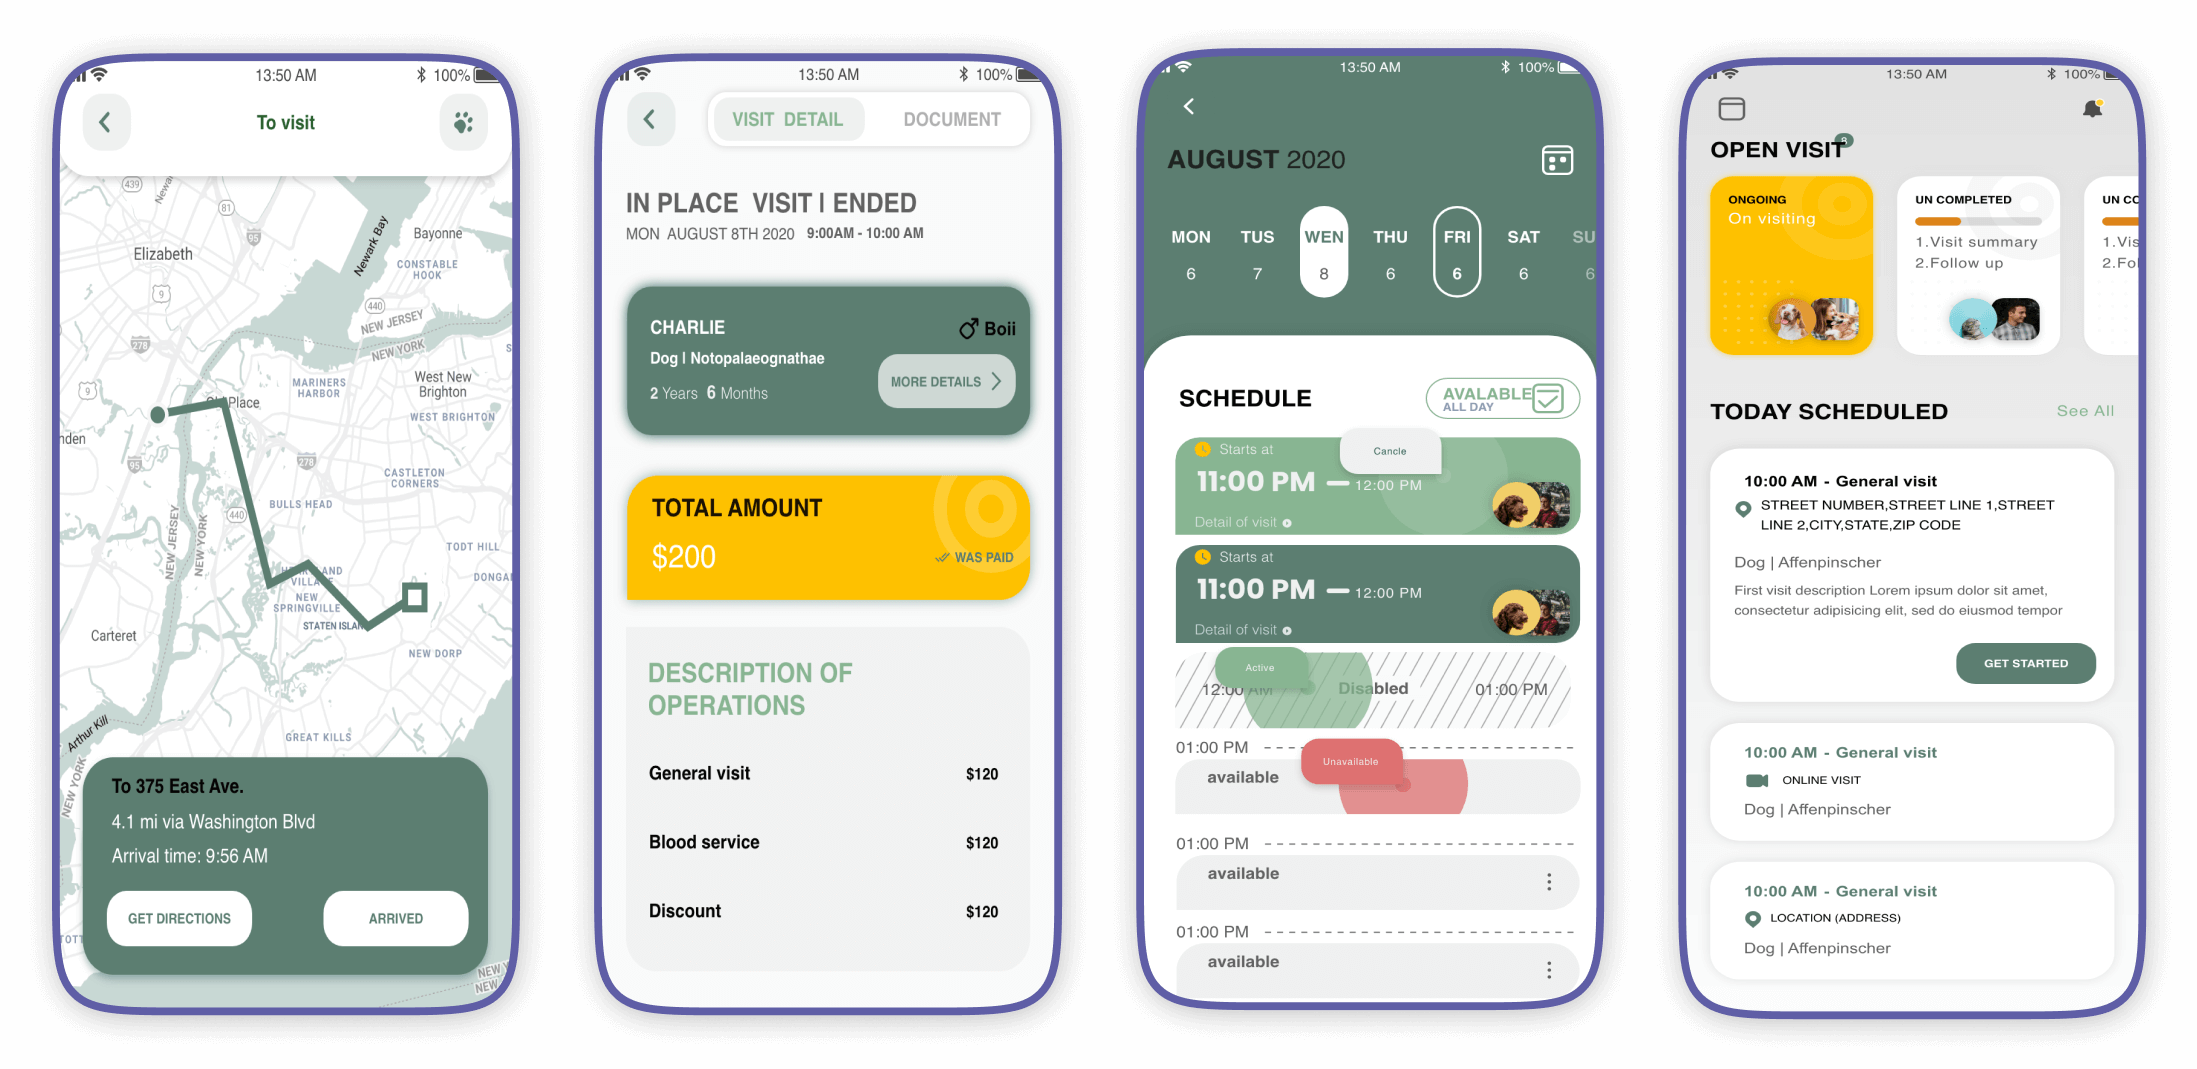 13:50 AM
100%
To visit
439
Newa
81
95
Elizabeth
Newark Bay
Bayonne
CONSTABLE
HOOK
9
440
NEW JERSEY
NEW YORK
278
9
MARINERS
HARBOR
West New
Brighton
WEST BRIGHTON
Place
nden
95
278
CASTLETON
CORNERS
BULLS HEAD
440
NEW JERSEY
NEW YORK
TODT HILL
DONGA
VILLAGE
NEW
SPRINGVILLE
STATEN ISLAN
Carteret
NEW DORP
Arthur Kill
GREAT KILLS
NEW YORK
To 375 East Ave.
4.1 mi via Washington Blvd
Arrival time: 9:56 AM
GET DIRECTIONS
ARRIVED
TOTT
NEW Y
NEW
13:50 AM
100%
VISIT DETAIL
DOCUMENT
IN PLACE VISIT | ENDED
MON AUGUST 8TH 2020 9:00AM - 10:00 AM
CHARLIE
Boii
Dog | Notopalaeognathae
MORE DETAILS
2 Years 6 Months
TOTAL AMOUNT
$200
WAS PAID
DESCRIPTION OF
OPERATIONS
General visit $120
Blood service $120
Discount $120
13:50 AM
100%
AUGUST 2020
MON TUS WEN THU FRI SAT SU
6 7 8 6 6 6 6
SCHEDULE
AVALABLE
ALL DAY
Starts at
Cancle
11:00 PM — 12:00 PM
Detail of visit
Starts at
11:00 PM — 12:00 PM
Detail of visit
Active
12:00 AM Disabled 01:00 PM
01:00 PM
Unavailable
available
01:00 PM
available
01:00 PM
available
13:50 AM
100%
OPEN VISIT
8
ONGOING
On visiting
UN COMPLETED
1.Visit summary
2.Follow up
UN CO
1.Vis
2.Fol
TODAY SCHEDULED
See All
10:00 AM - General visit
STREET NUMBER,STREET LINE 1,STREET
LINE 2,CITY,STATE,ZIP CODE
Dog | Affenpinscher
First visit description Lorem ipsum dolor sit amet,
consectetur adipisicing elit, sed do eiusmod tempor
GET STARTED
10:00 AM - General visit
ONLINE VISIT
Dog | Affenpinscher
10:00 AM - General visit
LOCATION (ADDRESS)
Dog | Affenpinscher